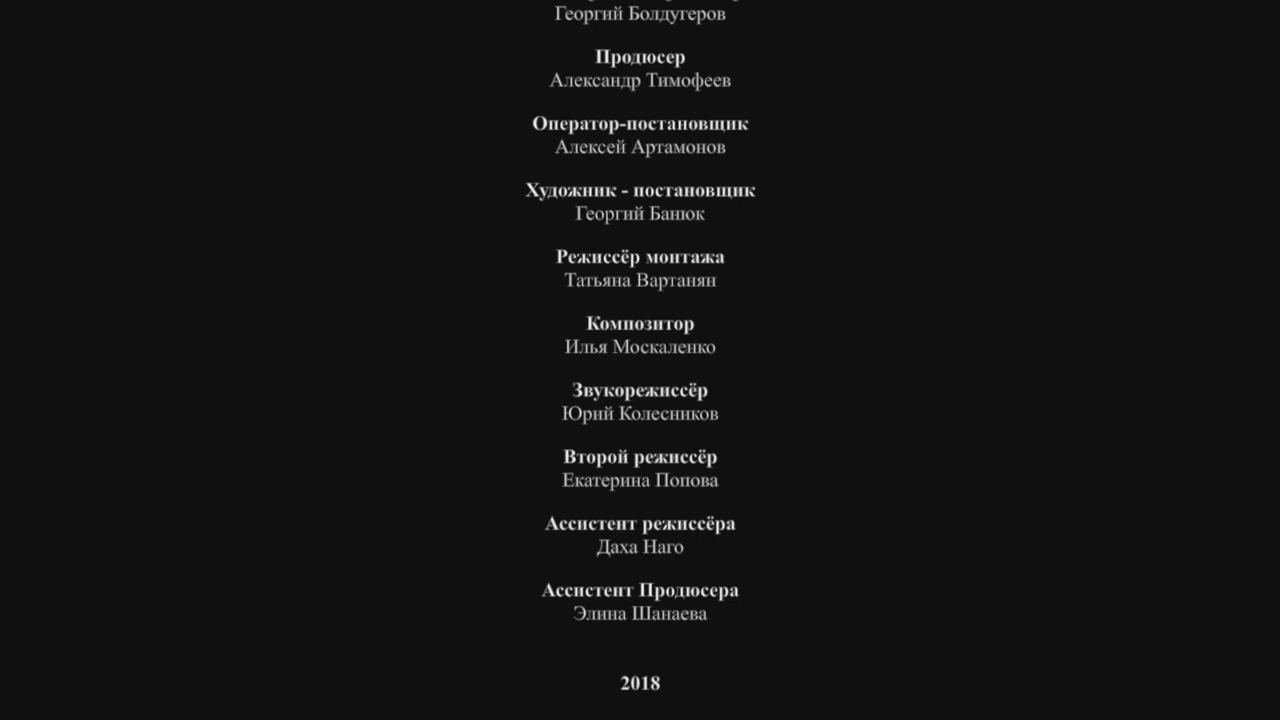 Георгий Болдугеров
Продюсер
Александр Тимофеев
Оператор-постановщик
Алексей Артамонов
Художник - постановщик
Георгий Банюк
Режиссёр монтажа
Татьяна Вартанян
Композитор
Илья Москаленко
Звукорежиссёр
Юрий Колесников
Второй режиссёр
Екатерина Попова
Ассистент режиссёра
Даха Наго
Ассистент Продюсера
Элина Шанаева
2018